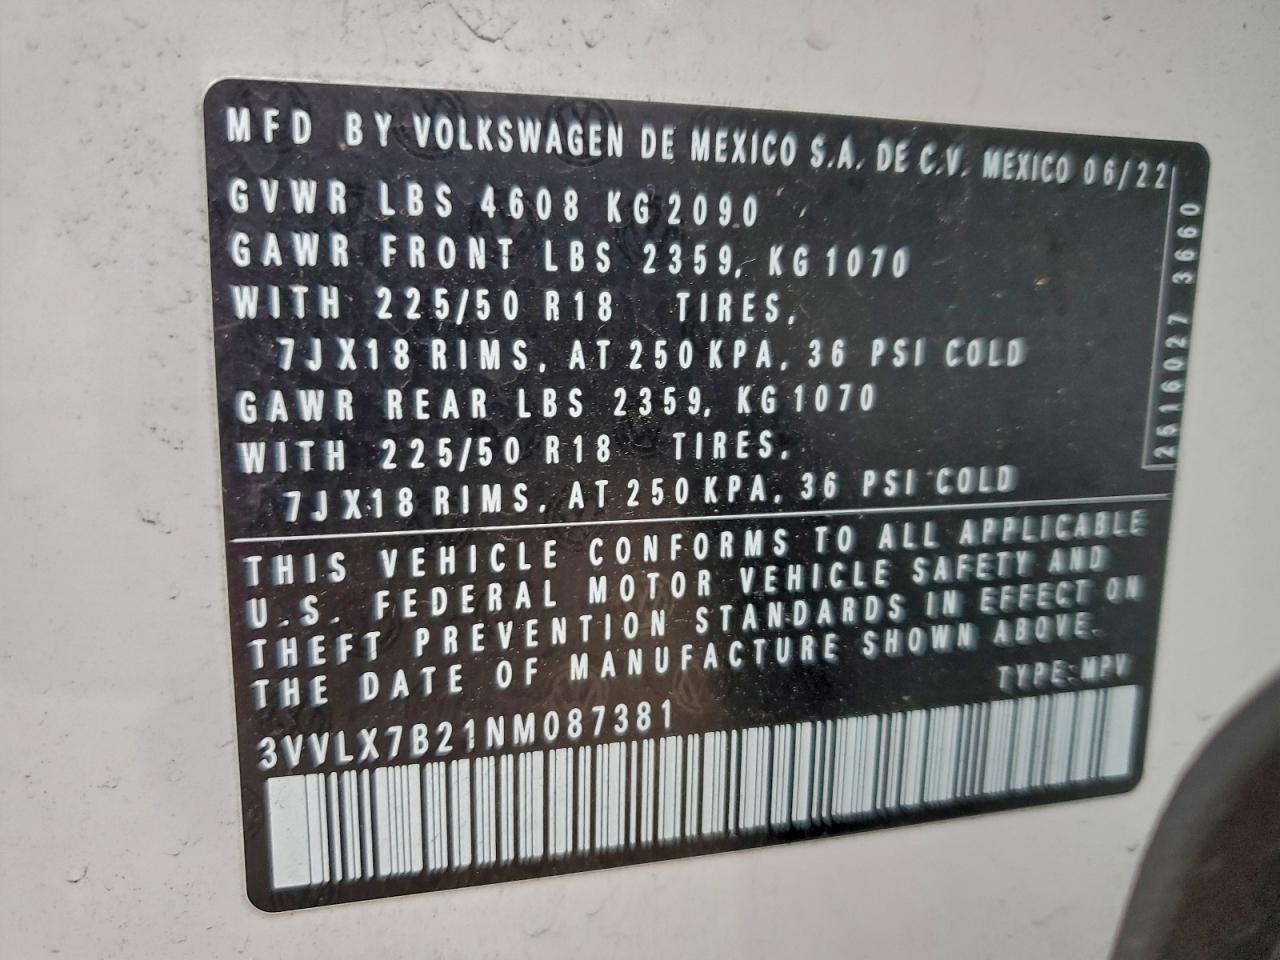 MFD BY VOLKSWAGEN DE MEXICO S.A. DE C.V. MEXICO 06/22
GVWR LBS 4608 KG 2090
GAWR FRONT LBS 2359, KG 1070
WITH 225/50 R18 TIRES,
7JX18 RIMS, AT 250 KPA, 36 PSI COLD
GAWR REAR LBS 2359, KG 1070
WITH 225/50 R18 TIRES,
7JX18 RIMS, AT 250 KPA, 36 PSI COLD
2516027 3660
THIS VEHICLE CONFORMS TO ALL APPLICABLE
U.S. FEDERAL MOTOR VEHICLE SAFETY AND
THEFT PREVENTION STANDARDS IN EFFECT ON
THE DATE OF MANUFACTURE SHOWN ABOVE.
TYPE:MPV
3VVLX7B21NM087381